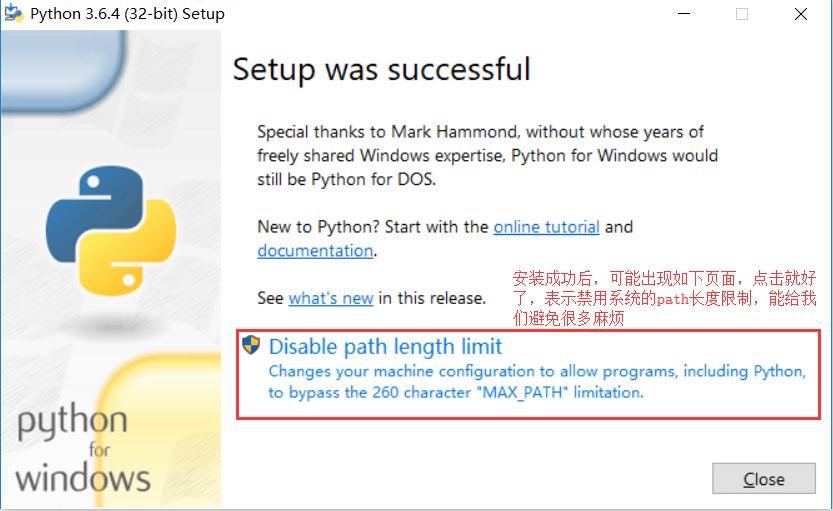 Python 3.6.4 (32-bit) Setup
Setup was successful
Special thanks to Mark Hammond, without whose years of
freely shared Windows expertise, Python for Windows would
still be Python for DOS.
New to Python? Start with the online tutorial and
documentation.
See what's new in this release.
安装成功后，可能出现如下页面，点击就好
了，表示禁用系统的path长度限制，能给我
们避免很多麻烦
Disable path length limit
Changes your machine configuration to allow programs, including Python,
to bypass the 260 character "MAX_PATH" limitation.
python
for
windows
Close